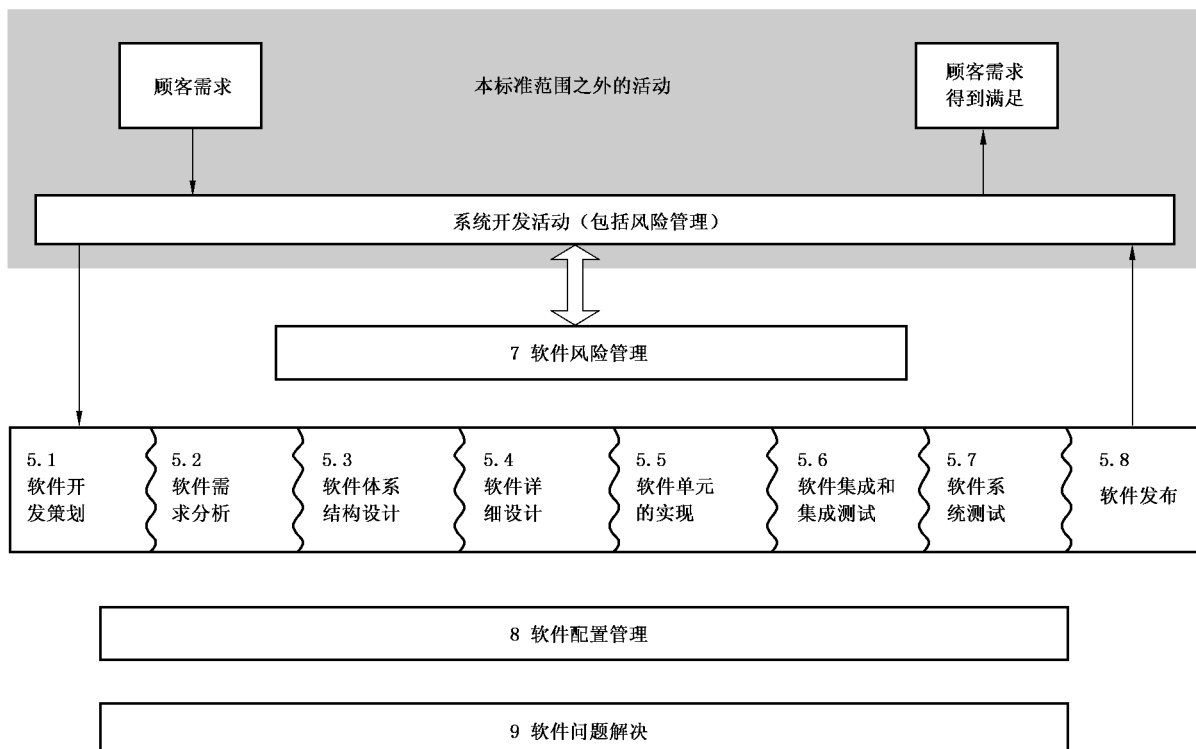 顾客需求
本标准范围之外的活动
顾客需求
得到满足
系统开发活动（包括风险管理）
7 软件风险管理
5.1
软件开
发策划
5.2
软件需
求分析
5.3
软件体系
结构设计
5.4
软件详
细设计
5.5
软件单元
的实现
5.6
软件集成和
集成测试
5.7
软件系
统测试
5.8
软件发布
8 软件配置管理
9 软件问题解决